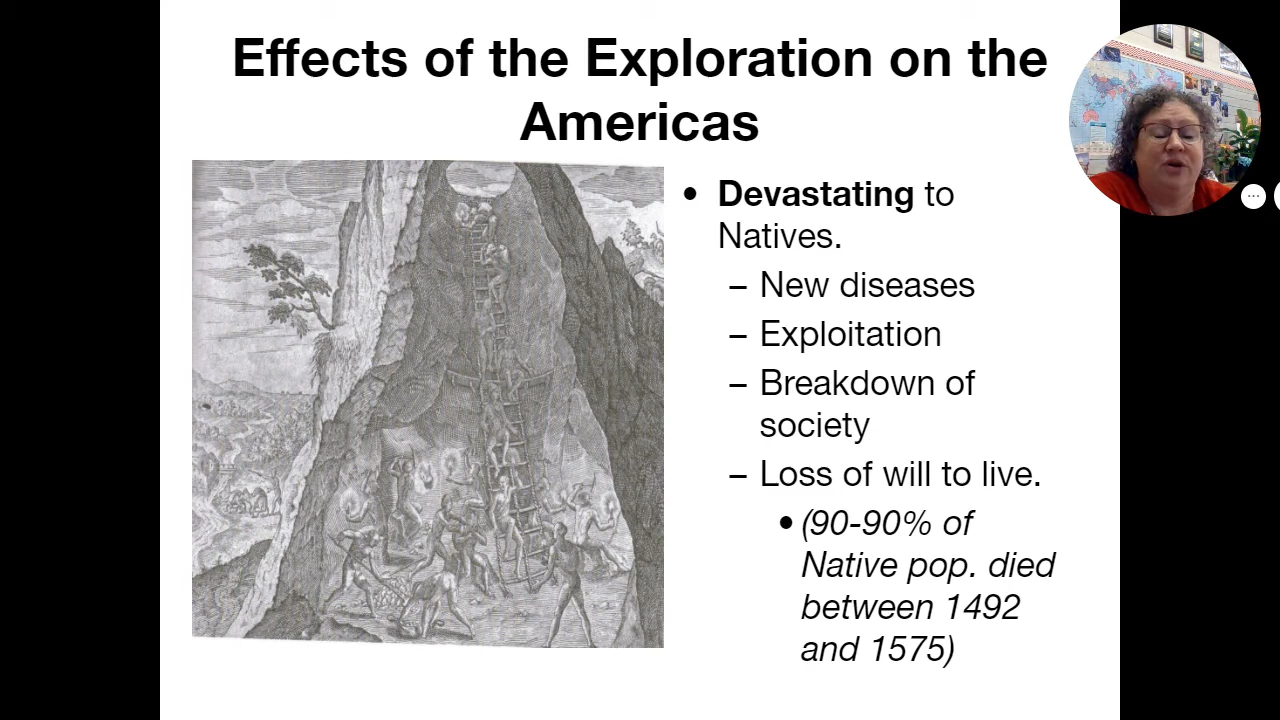 Effects of the Exploration on the
Americas
• Devastating to
Natives.
– New diseases
– Exploitation
– Breakdown of
society
– Loss of will to live.
• (90-90% of
Native pop. died
between 1492
and 1575)